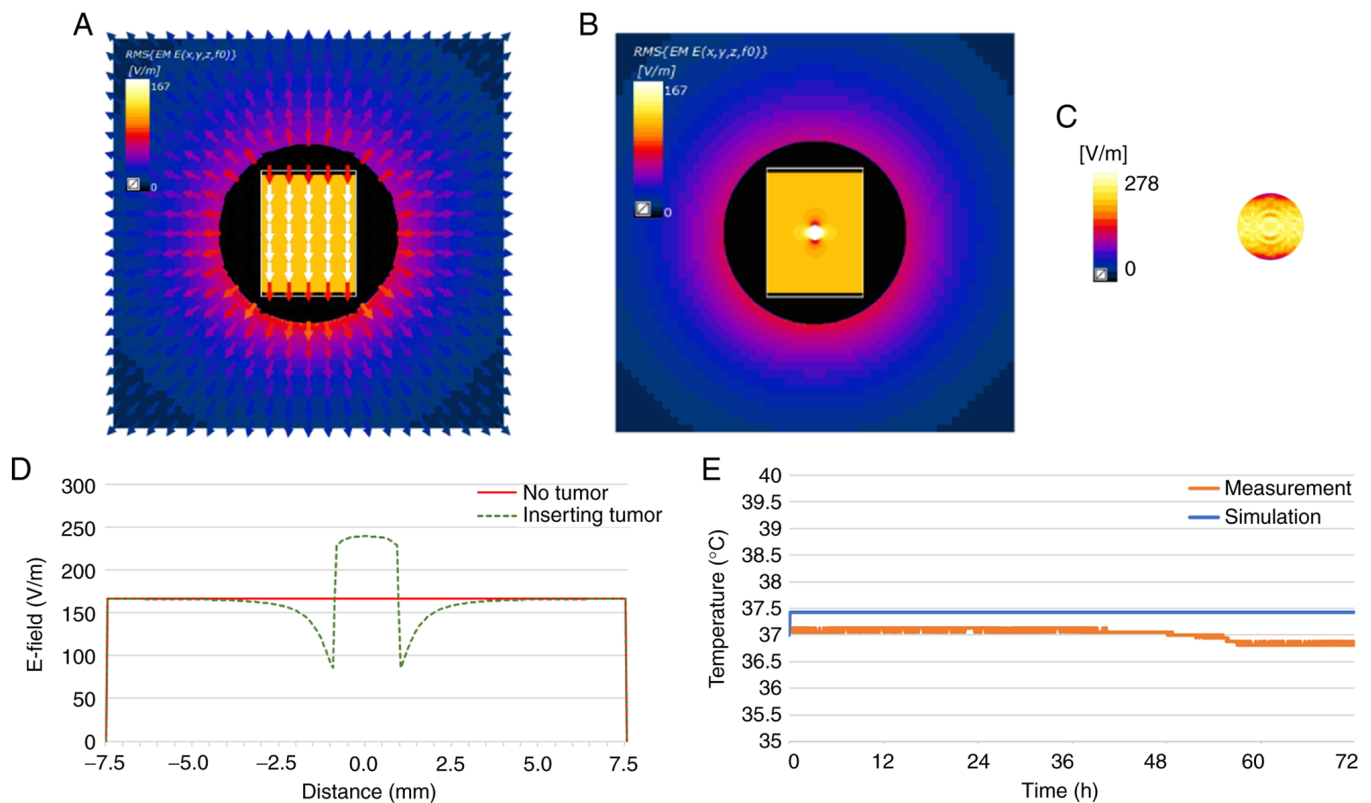 A
RMS{EM E(x,y,z,f0)}
[V/m]
167
0
B
RMS{EM E(x,y,z,f0)}
[V/m]
167
0
C
[V/m]
278
0
D
300
250
200
150
100
50
0
E-field (V/m)
No tumor
Inserting tumor
−7.5 −5.0 −2.5 0.0 2.5 5.0 7.5
Distance (mm)
E
40
39.5
39
38.5
38
37.5
37
36.5
36
35.5
35
Temperature (°C)
Measurement
Simulation
0 12 24 36 48 60 72
Time (h)